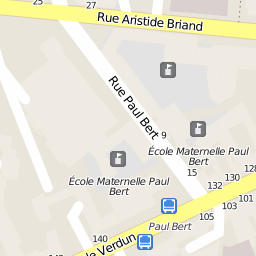 25
27
Rue Aristide Briand
Rue Paul Bert
9
École Maternelle Paul
Bert
École Maternelle Paul
Bert
15
132
130
128
105
103
101
Paul Bert
140
de Verdun